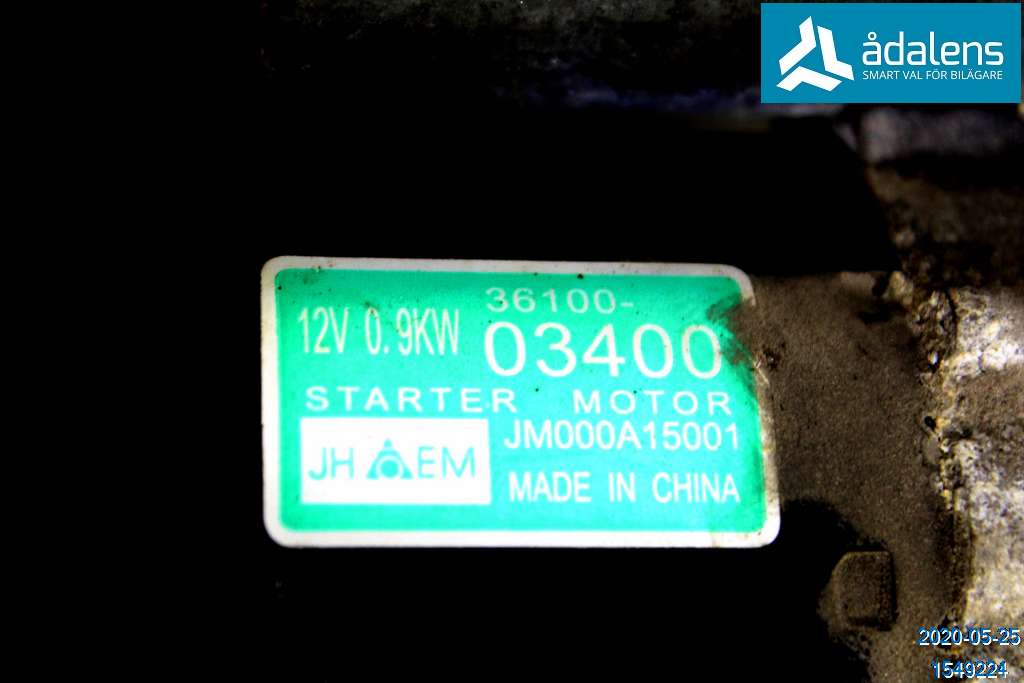 ådalens
SMART VAL FÖR BILÄGARE
36100-
12V 0.9KW 03400
STARTER MOTOR
JM000A15001
JH EM
MADE IN CHINA
2020-05-25
1549224